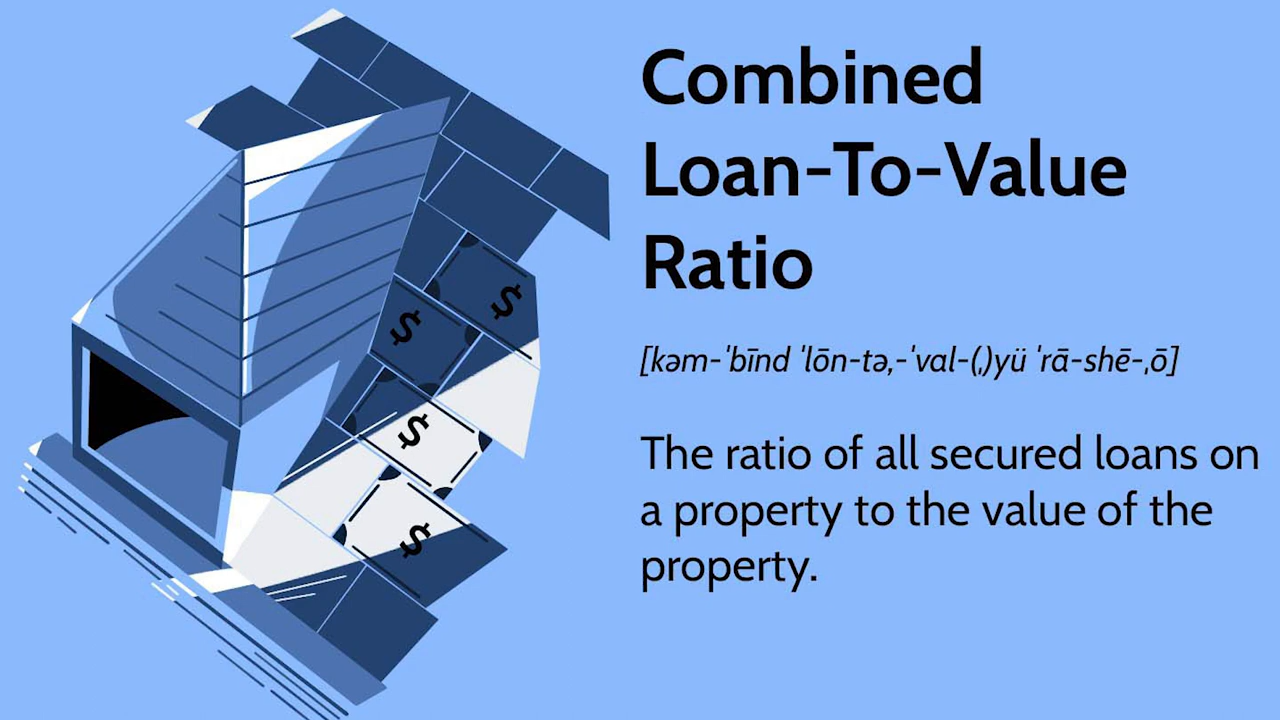 Combined
Loan-To-Value
Ratio
[kəm-ˈbīnd ˈlōn-tə,-ˈval-(ˌ)yü ˈrā-shē-ˌō]
The ratio of all secured loans on
a property to the value of the
property.
$
$
$
$